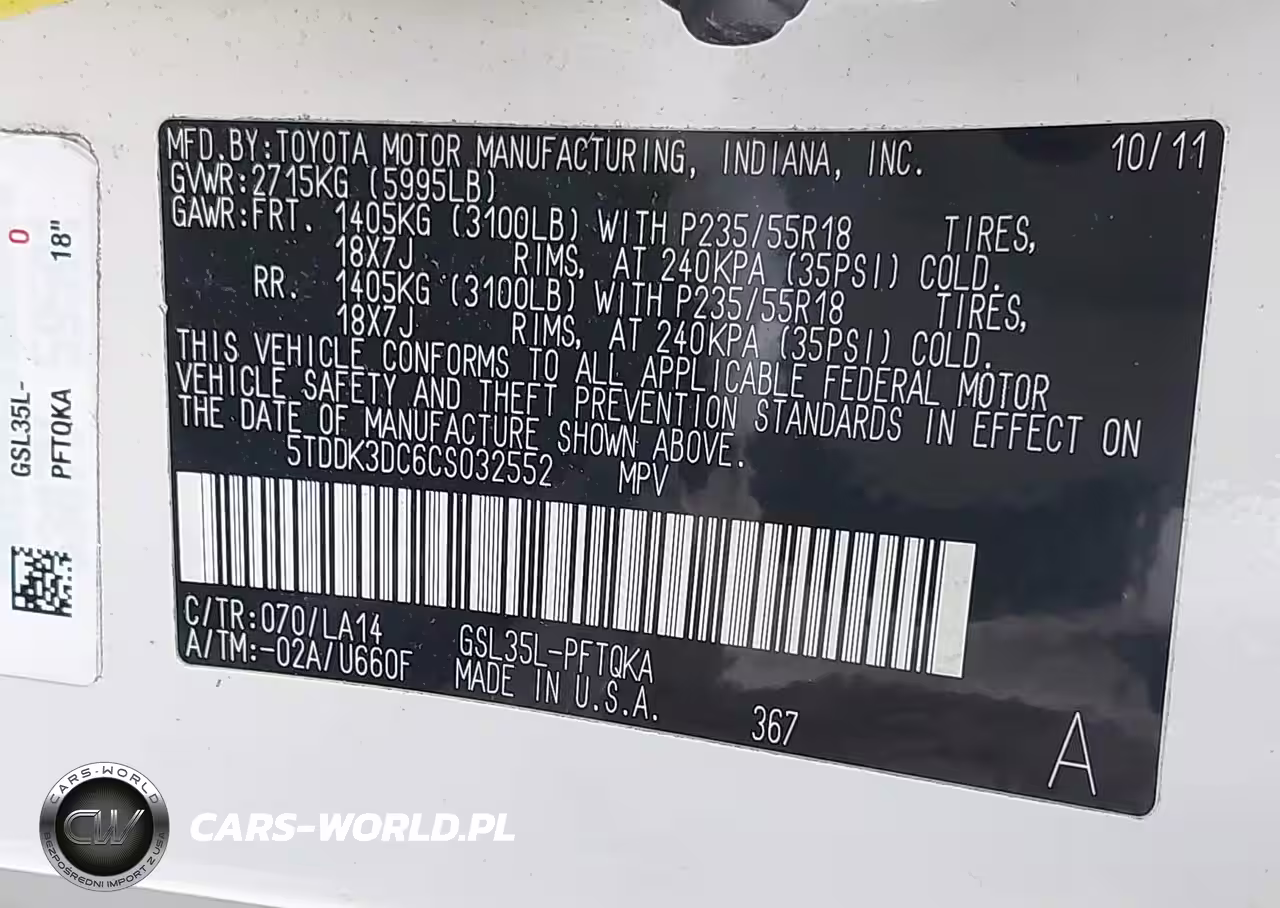 MFD.BY:TOYOTA MOTOR MANUFACTURING, INDIANA, INC. 10/11
GVWR:2715KG (5995LB)
GAWR:FRT. 1405KG (3100LB) WITH P235/55R18 TIRES,
18X7J RIMS, AT 240KPA (35PSI) COLD.
RR. 1405KG (3100LB) WITH P235/55R18 TIRES,
18X7J RIMS, AT 240KPA (35PSI) COLD.
THIS VEHICLE CONFORMS TO ALL APPLICABLE FEDERAL MOTOR
VEHICLE SAFETY AND THEFT PREVENTION STANDARDS IN EFFECT ON
THE DATE OF MANUFACTURE SHOWN ABOVE.
5TDDK3DC6CS032552 MPV
C/TR:070/LA14 GSL35L-PFTQKA
A/TM:-02A/U660F MADE IN U.S.A.
367
A
0
18"
GSL35L-
PFTQKA
CARS-WORLD
CW
BEZPOŚREDNI IMPORT Z USA
CARS-WORLD.PL